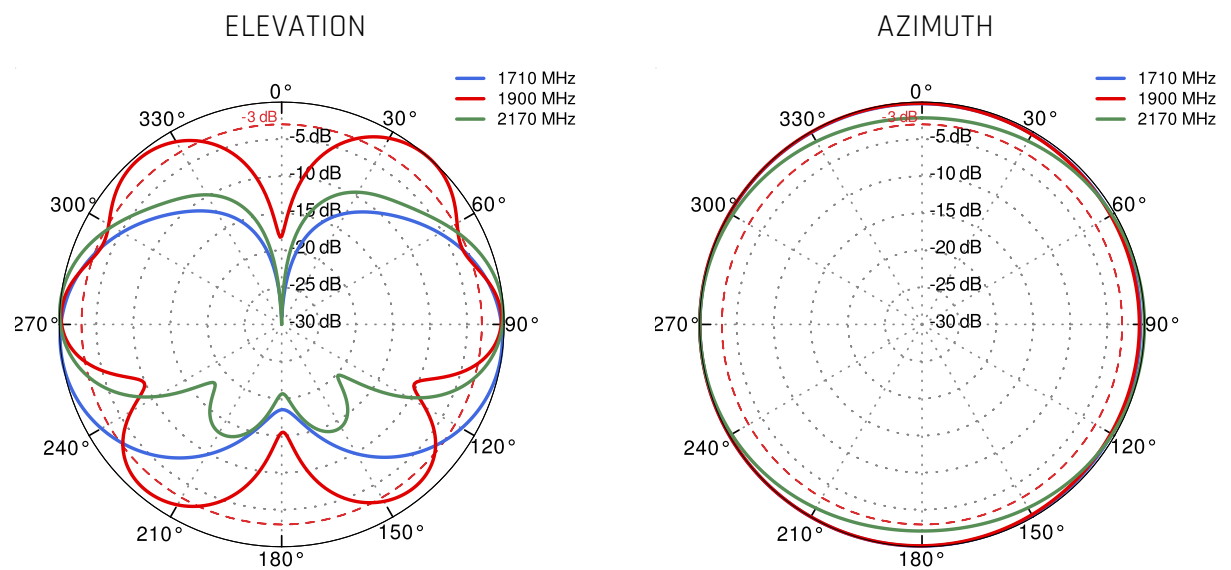 ELEVATION
1710 MHz
1900 MHz
2170 MHz
0°
30°
60°
90°
120°
150°
180°
210°
240°
270°
300°
330°
-3 dB
-5 dB
-10 dB
-15 dB
-20 dB
-25 dB
-30 dB
AZIMUTH
1710 MHz
1900 MHz
2170 MHz
0°
30°
60°
90°
120°
150°
180°
210°
240°
270°
300°
330°
-3 dB
-5 dB
-10 dB
-15 dB
-20 dB
-25 dB
-30 dB